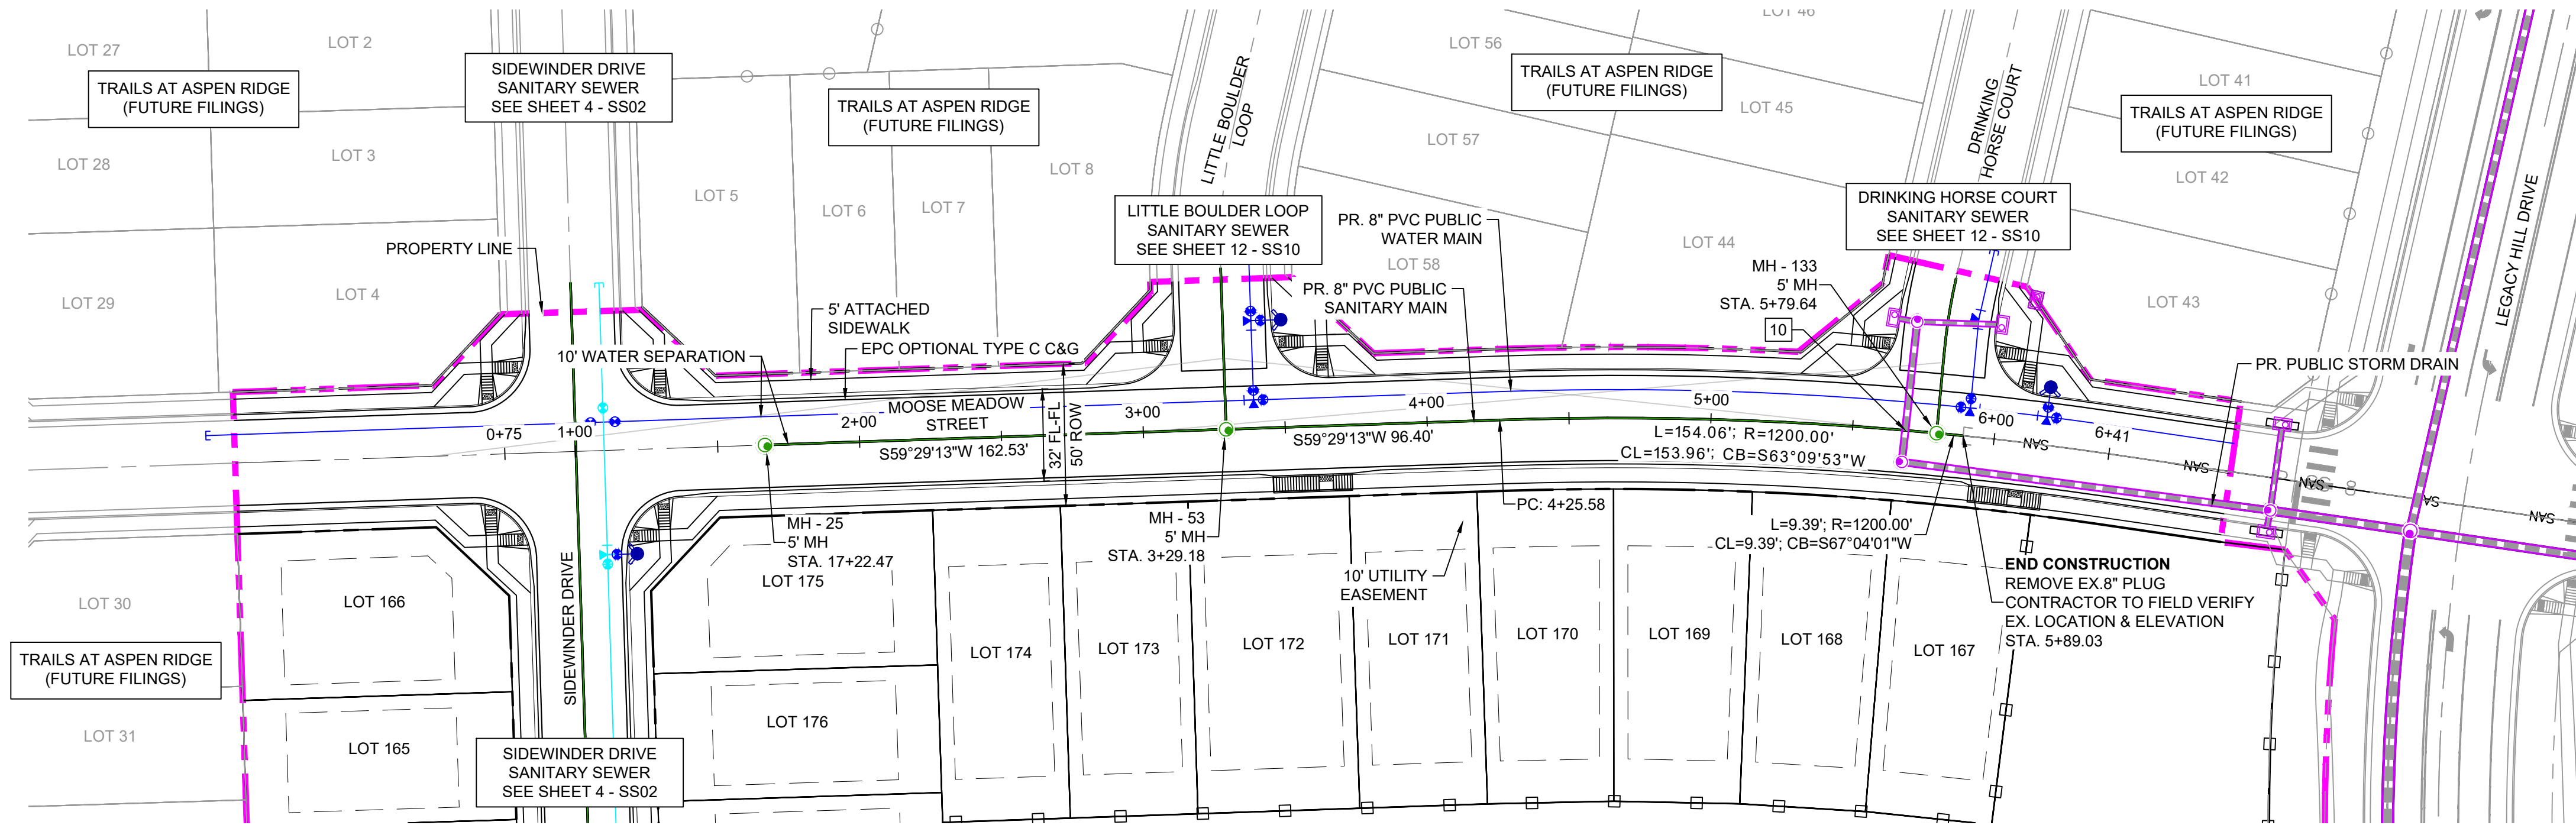 LOT 27
LOT 2
TRAILS AT ASPEN RIDGE
(FUTURE FILINGS)
SIDEWINDER DRIVE
SANITARY SEWER
SEE SHEET 4 - SS02
TRAILS AT ASPEN RIDGE
(FUTURE FILINGS)
LOT 28
LOT 3
LOT 5
LOT 6
LOT 7
LOT 8
LITTLE BOULDER
LOOP
LOT 56
LOT 46
TRAILS AT ASPEN RIDGE
(FUTURE FILINGS)
LOT 57
LOT 45
DRINKING
HORSE COURT
LOT 41
TRAILS AT ASPEN RIDGE
(FUTURE FILINGS)
LOT 42
LEGACY HILL DRIVE
PROPERTY LINE
LOT 29
LOT 4
LITTLE BOULDER LOOP
SANITARY SEWER
SEE SHEET 12 - SS10
PR. 8" PVC PUBLIC
WATER MAIN
LOT 58
PR. 8" PVC PUBLIC
SANITARY MAIN
LOT 44
DRINKING HORSE COURT
SANITARY SEWER
SEE SHEET 12 - SS10
MH - 133
5' MH
STA. 5+79.64
10
LOT 43
5' ATTACHED
SIDEWALK
10' WATER SEPARATION
EPC OPTIONAL TYPE C C&G
PR. PUBLIC STORM DRAIN
0+75
1+00
2+00
MOOSE MEADOW
STREET
3+00
4+00
5+00
6+00
6+41
S59°29'13"W 162.53'
32' FL-FL
50' ROW
S59°29'13"W 96.40'
L=154.06'; R=1200.00'
CL=153.96'; CB=S63°09'53"W
SAN
SAN
SAN
SA
SAN
MH - 25
5' MH
STA. 17+22.47
LOT 175
MH - 53
5' MH
STA. 3+29.18
PC: 4+25.58
10' UTILITY
EASEMENT
L=9.39'; R=1200.00'
CL=9.39'; CB=S67°04'01"W
END CONSTRUCTION
REMOVE EX.8" PLUG
CONTRACTOR TO FIELD VERIFY
EX. LOCATION & ELEVATION
STA. 5+89.03
LOT 30
LOT 166
SIDEWINDER DRIVE
TRAILS AT ASPEN RIDGE
(FUTURE FILINGS)
LOT 174
LOT 173
LOT 172
LOT 171
LOT 170
LOT 169
LOT 168
LOT 167
LOT 31
LOT 165
LOT 176
SIDEWINDER DRIVE
SANITARY SEWER
SEE SHEET 4 - SS02